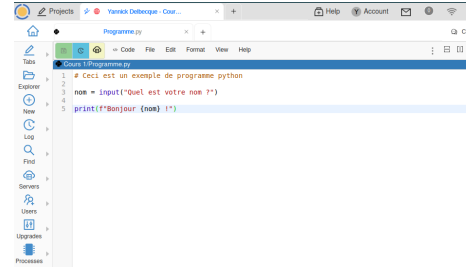 Projects
Yannick Delbecque - Cour...
Help
Account
Programme.py
Code File Edit Format View Help
Cours 1/Programme.py
Tabs
Explorer
New
Log
Find
Servers
Users
Upgrades
Processes
1 # Ceci est un exemple de programme python
2
3 nom = input("Quel est votre nom ?")
4
5 print(f"Bonjour {nom} !")